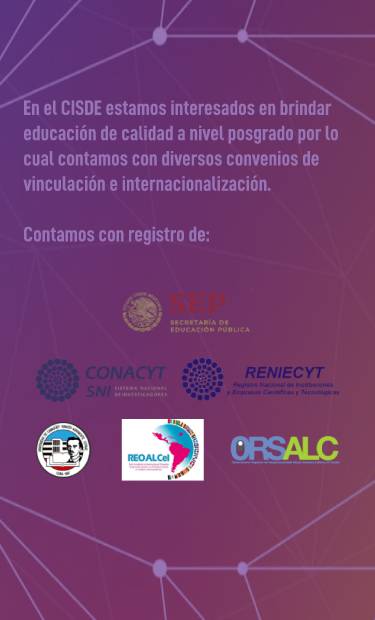 En el CISDE estamos interesados en brindar
educación de calidad a nivel posgrado por lo
cual contamos con diversos convenios de
vinculación e internacionalización.
Contamos con registro de:
SEP
SECRETARÍA DE
EDUCACIÓN PÚBLICA
CONACYT
SNI SISTEMA NACIONAL
DE INVESTIGADORES
RENIECYT
Registro Nacional de Instituciones
y Empresas Científicas y Tecnológicas
REOALCeI
ORSALC